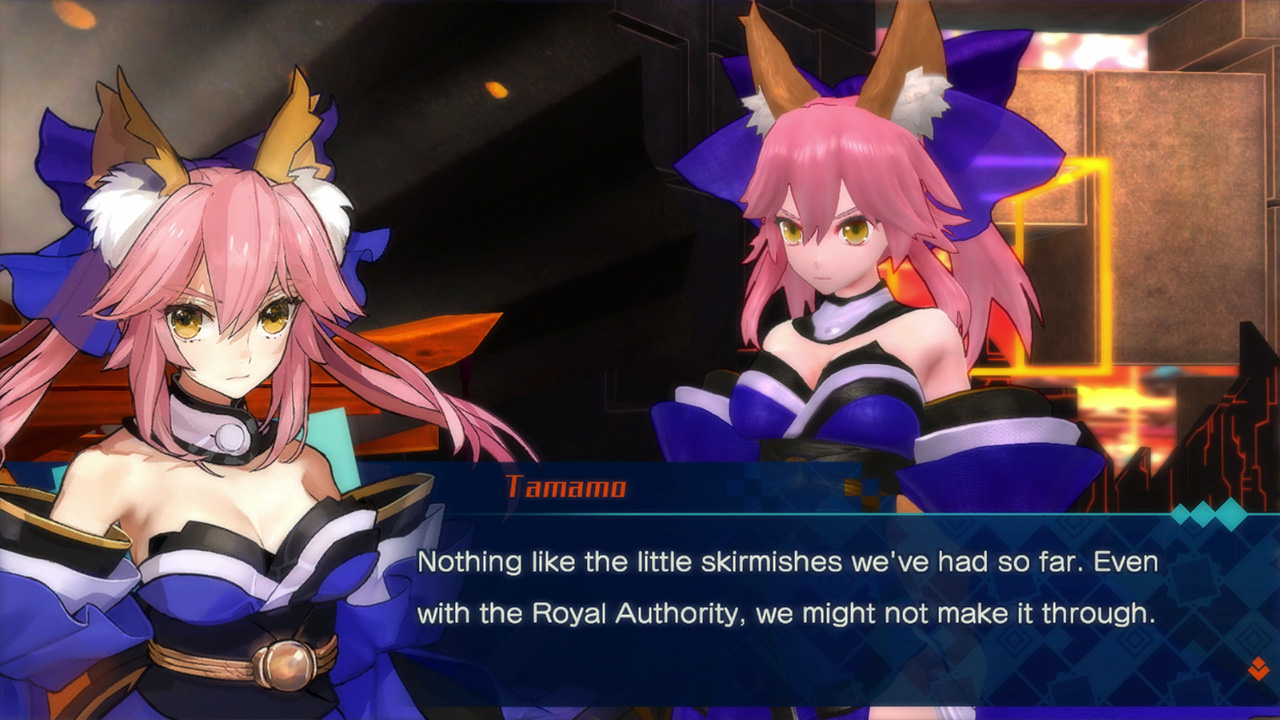 Tamamo
Nothing like the little skirmishes we've had so far. Even
with the Royal Authority, we might not make it through.